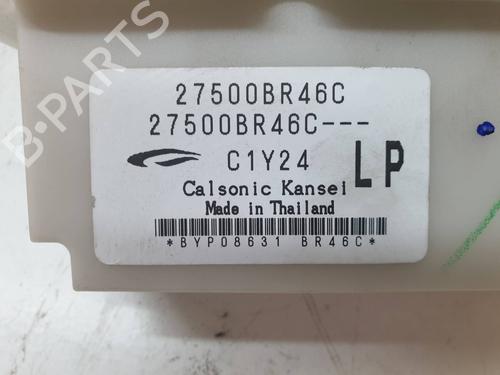 27500BR46C
27500BR46C---
C1Y24
LP
Calsonic Kansei
Made in Thailand
*BYP08631 BR46C*
B-PARTS